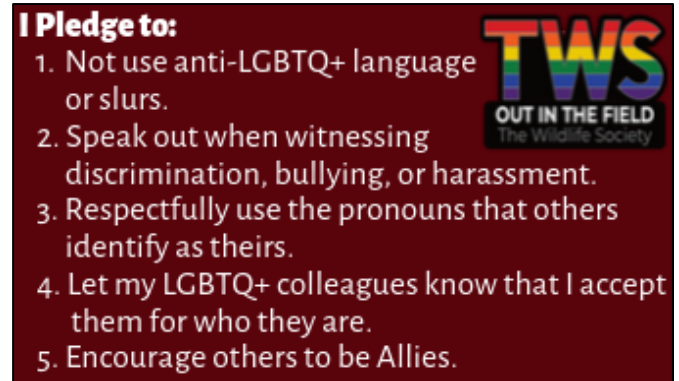 I Pledge to:
1. Not use anti-LGBTQ+ language
or slurs.
2. Speak out when witnessing
discrimination, bullying, or harassment.
3. Respectfully use the pronouns that others
identify as theirs.
4. Let my LGBTQ+ colleagues know that I accept
them for who they are.
5. Encourage others to be Allies.
TWS
OUT IN THE FIELD
The Wildlife Society